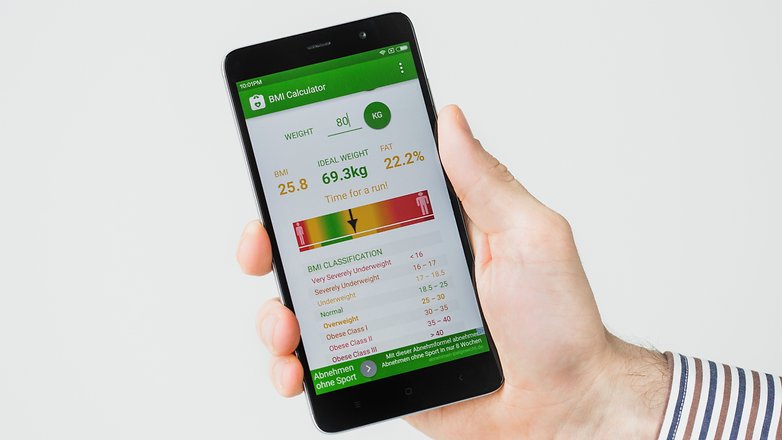 10:01PM
BMI Calculator
WEIGHT 80 KG
BMI IDEAL WEIGHT FAT
25.8 69.3kg 22.2%
Time for a run!
BMI CLASSIFICATION
Very Severely Underweight < 16
Severely Underweight 16 – 17
Underweight 17 – 18.5
Normal 18.5 – 25
Overweight 25 – 30
Obese Class I 30 – 35
Obese Class II 35 – 40
Obese Class III > 40
Abnehmen
ohne Sport
Mit dieser Abnehmformel abnehmen
Abnehmen ohne Sport in nur 8 Wochen